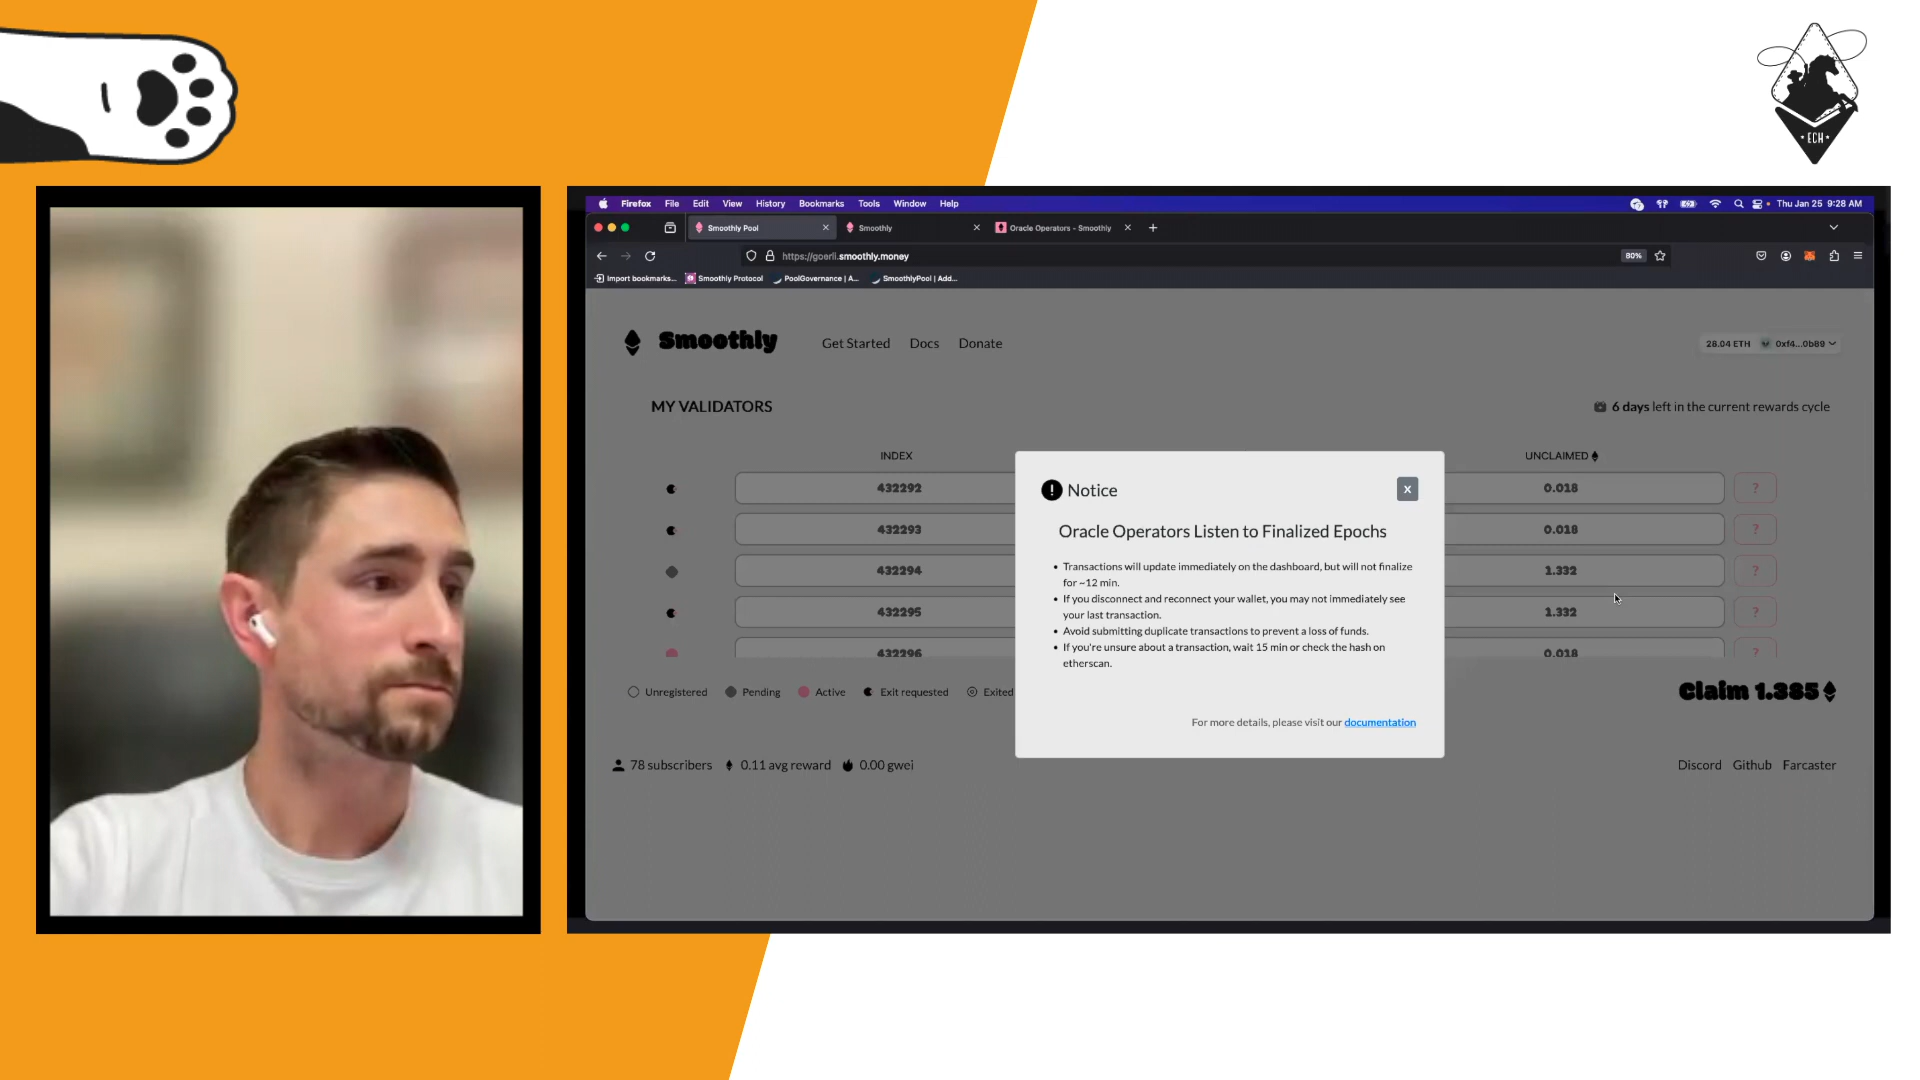 ECH
Firefox File Edit View History Bookmarks Tools Window Help
Thu Jan 25 9:28 AM
Smoothly Pool
Smoothly
Oracle Operators - Smoothly
https://goerli.smoothly.money
80%
Import bookmarks...
Smoothly Protocol
PoolGovernance | A...
SmoothlyPool | Add...
Smoothly
Get Started
Docs
Donate
28.04 ETH
0xf4...0b89
MY VALIDATORS
6 days left in the current rewards cycle
INDEX
UNCLAIMED
432292
0.018
?
432293
0.018
?
432294
1.332
?
432295
1.332
?
432296
0.018
?
Notice
X
Oracle Operators Listen to Finalized Epochs
• Transactions will update immediately on the dashboard, but will not finalize
for ~12 min.
• If you disconnect and reconnect your wallet, you may not immediately see
your last transaction.
• Avoid submitting duplicate transactions to prevent a loss of funds.
• If you're unsure about a transaction, wait 15 min or check the hash on
etherscan.
For more details, please visit our documentation
Unregistered
Pending
Active
Exit requested
Exited
Claim 1.385
78 subscribers
0.11 avg reward
0.00 gwei
Discord
Github
Farcaster